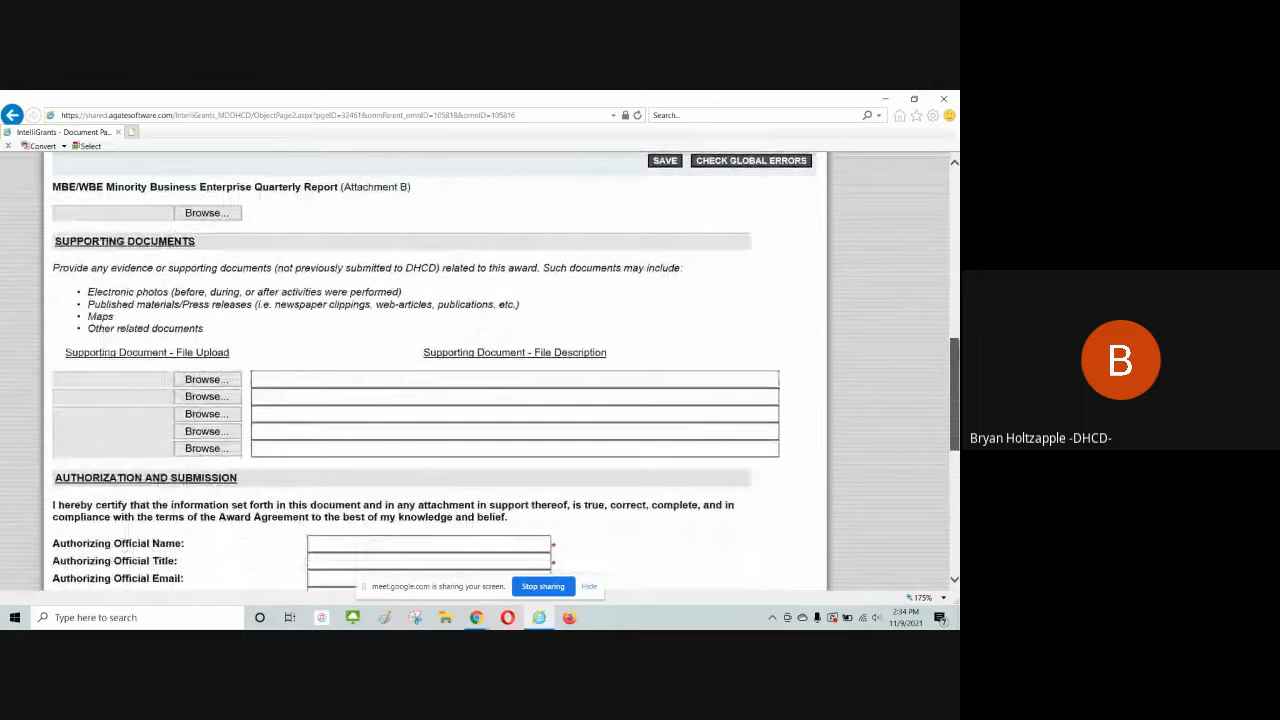 https://shared.agatesoftware.com/IntelliGrants_MDDHCD/ObjectPage2.aspx?pgeID=32461&omnParent_omnID=105818&omnID=105816
Search...
IntelliGrants - Document Pa...
Convert
Select
SAVE
CHECK GLOBAL ERRORS
MBE/WBE Minority Business Enterprise Quarterly Report (Attachment B)
Browse...
SUPPORTING DOCUMENTS
Provide any evidence or supporting documents (not previously submitted to DHCD) related to this award. Such documents may include:
• Electronic photos (before, during, or after activities were performed)
• Published materials/Press releases (i.e. newspaper clippings, web-articles, publications, etc.)
• Maps
• Other related documents
Supporting Document - File Upload
Supporting Document - File Description
Browse...
Browse...
Browse...
Browse...
Browse...
AUTHORIZATION AND SUBMISSION
I hereby certify that the information set forth in this document and in any attachment in support thereof, is true, correct, complete, and in
compliance with the terms of the Award Agreement to the best of my knowledge and belief.
Authorizing Official Name:
*
Authorizing Official Title:
*
Authorizing Official Email:
meet.google.com is sharing your screen.
Stop sharing
Hide
175%
Type here to search
2:34 PM
11/9/2021
B
Bryan Holtzapple -DHCD-